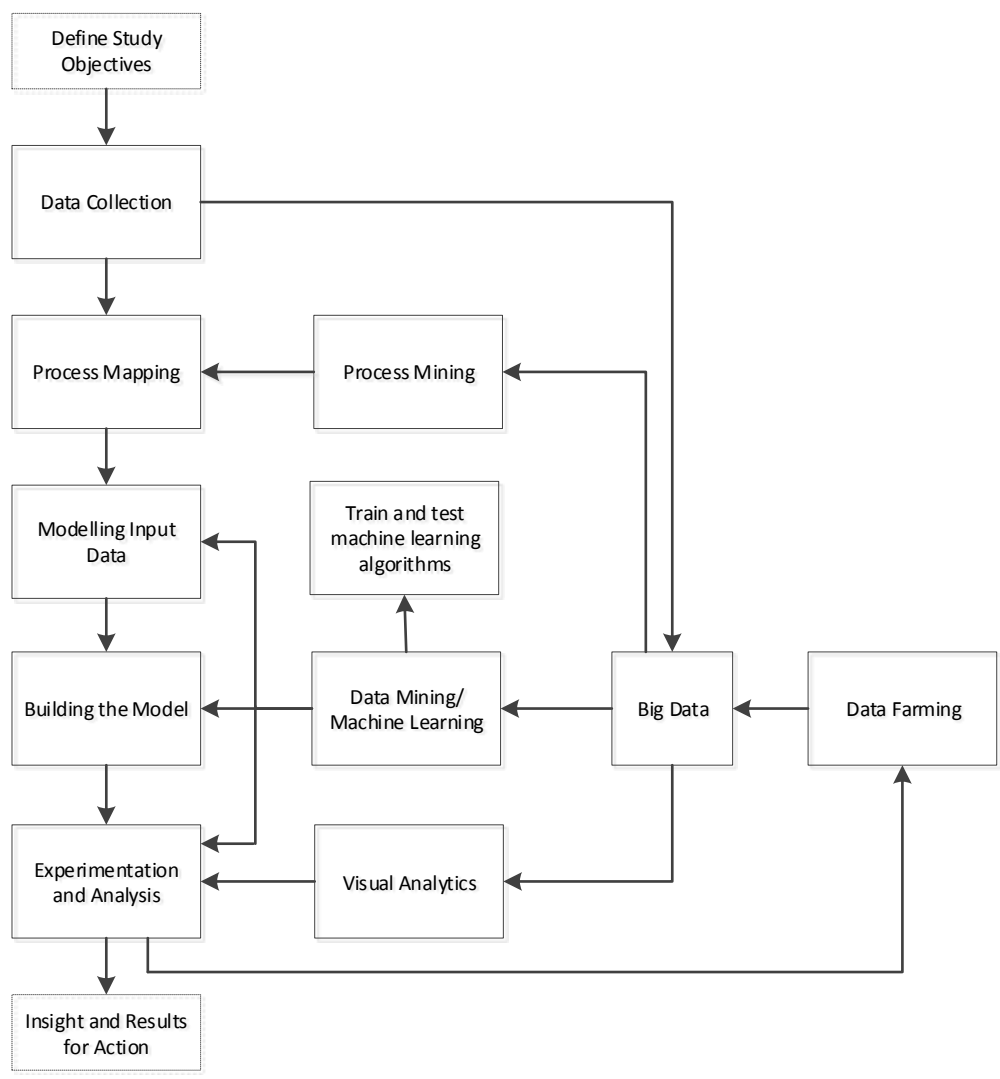 Define Study
Objectives
Data Collection
Process Mapping
Process Mining
Modelling Input
Data
Train and test
machine learning
algorithms
Building the Model
Data Mining/
Machine Learning
Big Data
Data Farming
Experimentation
and Analysis
Visual Analytics
Insight and Results
for Action